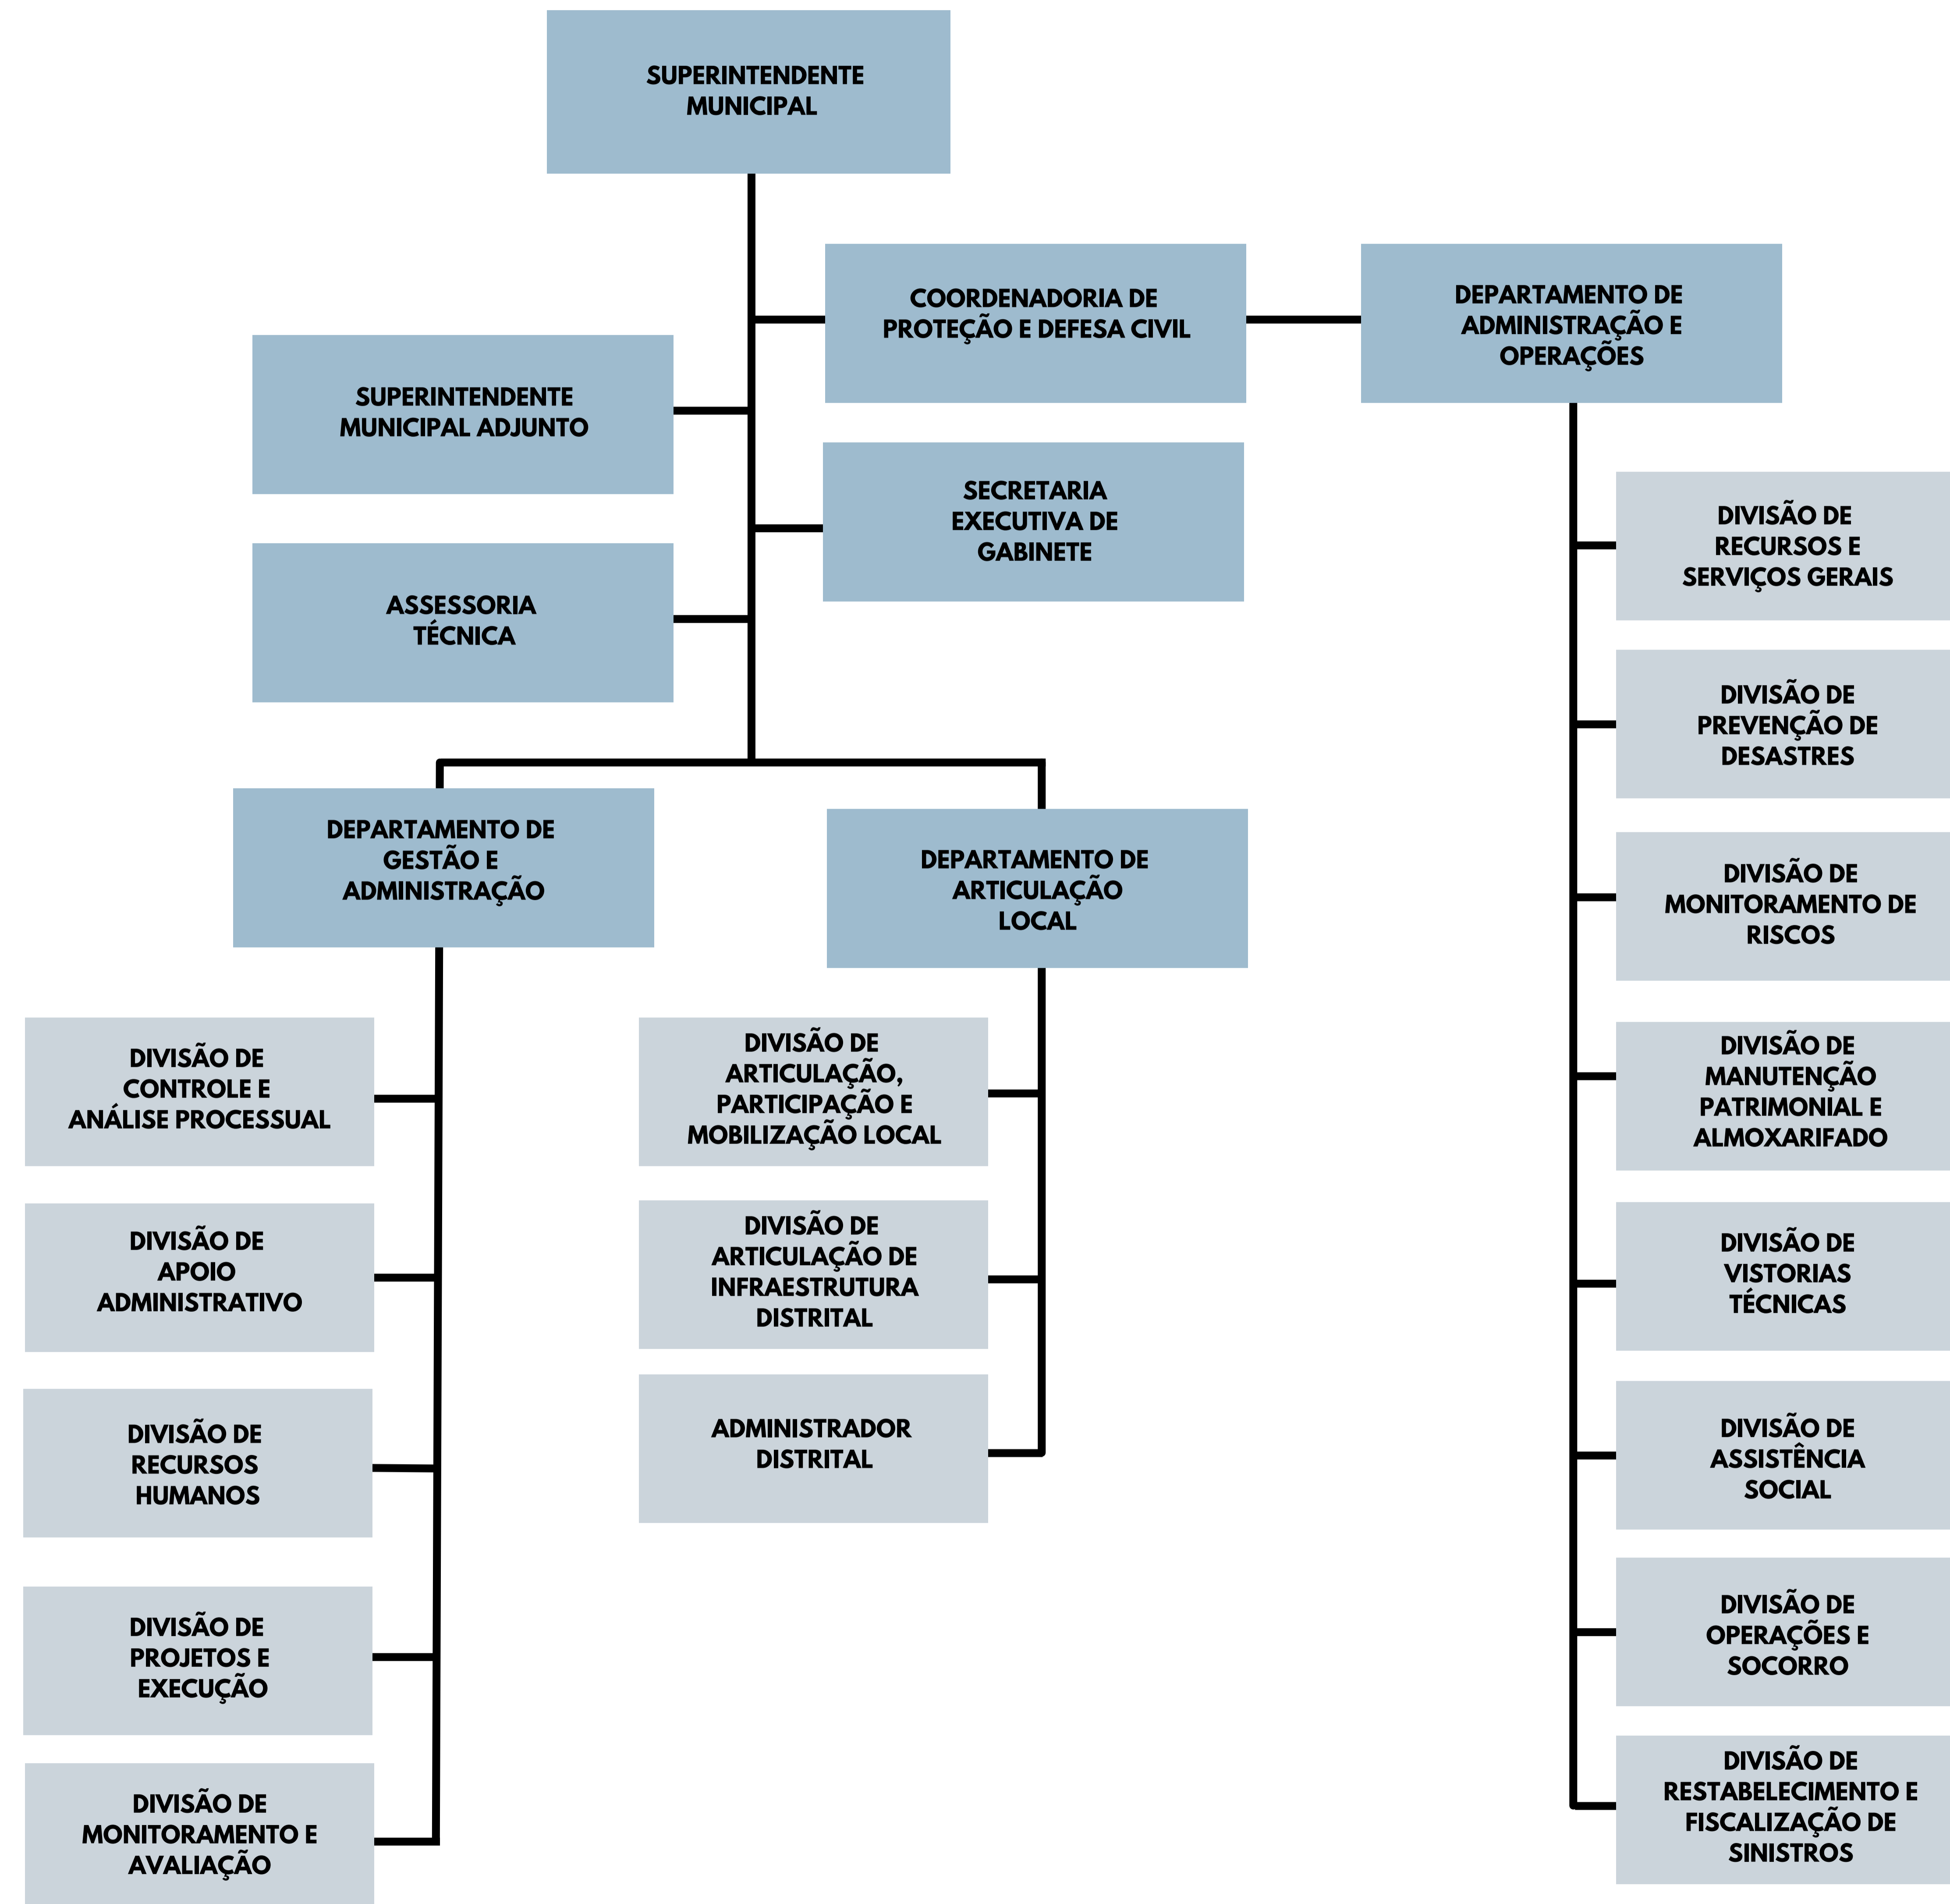 SUPERINTENDENTE
MUNICIPAL
COORDENADORIA DE
PROTEÇÃO E DEFESA CIVIL
DEPARTAMENTO DE
ADMINISTRAÇÃO E
OPERAÇÕES
SUPERINTENDENTE
MUNICIPAL ADJUNTO
SECRETARIA
EXECUTIVA DE
GABINETE
ASSESSORIA
TÉCNICA
DEPARTAMENTO DE
GESTÃO E
ADMINISTRAÇÃO
DEPARTAMENTO DE
ARTICULAÇÃO
LOCAL
DIVISÃO DE
CONTROLE E
ANÁLISE PROCESSUAL
DIVISÃO DE
APOIO
ADMINISTRATIVO
DIVISÃO DE
RECURSOS
HUMANOS
DIVISÃO DE
PROJETOS E
EXECUÇÃO
DIVISÃO DE
MONITORAMENTO E
AVALIAÇÃO
DIVISÃO DE
ARTICULAÇÃO,
PARTICIPAÇÃO E
MOBILIZAÇÃO LOCAL
DIVISÃO DE
ARTICULAÇÃO DE
INFRAESTRUTURA
DISTRITAL
ADMINISTRADOR
DISTRITAL
DIVISÃO DE
RECURSOS E
SERVIÇOS GERAIS
DIVISÃO DE
PREVENÇÃO DE
DESASTRES
DIVISÃO DE
MONITORAMENTO DE
RISCOS
DIVISÃO DE
MANUTENÇÃO
PATRIMONIAL E
ALMOXARIFADO
DIVISÃO DE
VISTORIAS
TÉCNICAS
DIVISÃO DE
ASSISTÊNCIA
SOCIAL
DIVISÃO DE
OPERAÇÕES E
SOCORRO
DIVISÃO DE
RESTABELECIMENTO E
FISCALIZAÇÃO DE
SINISTROS